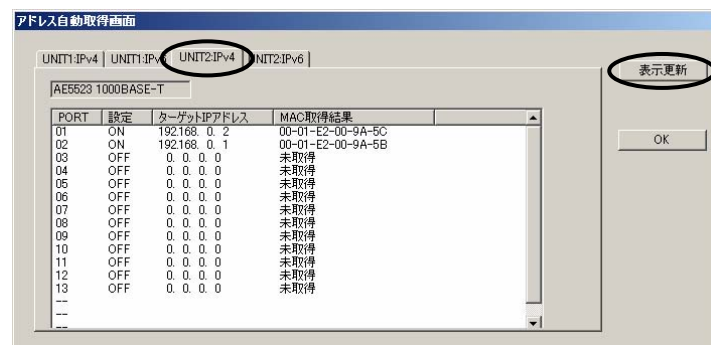 アドレス自動取得画面
UNIT1:IPv4 UNIT1:IPv6 UNIT2:IPv4 UNIT2:IPv6
表示更新
AE5523 1000BASE-T
PORT 設定 ターゲットIPアドレス MAC取得結果
01 ON 192.168. 0. 2 00-01-E2-00-9A-5C
OK
02 ON 192.168. 0. 1 00-01-E2-00-9A-5B
03 OFF 0. 0. 0. 0 未取得
04 OFF 0. 0. 0. 0 未取得
05 OFF 0. 0. 0. 0 未取得
06 OFF 0. 0. 0. 0 未取得
07 OFF 0. 0. 0. 0 未取得
08 OFF 0. 0. 0. 0 未取得
09 OFF 0. 0. 0. 0 未取得
10 OFF 0. 0. 0. 0 未取得
11 OFF 0. 0. 0. 0 未取得
12 OFF 0. 0. 0. 0 未取得
13 OFF 0. 0. 0. 0 未取得
--
--
--